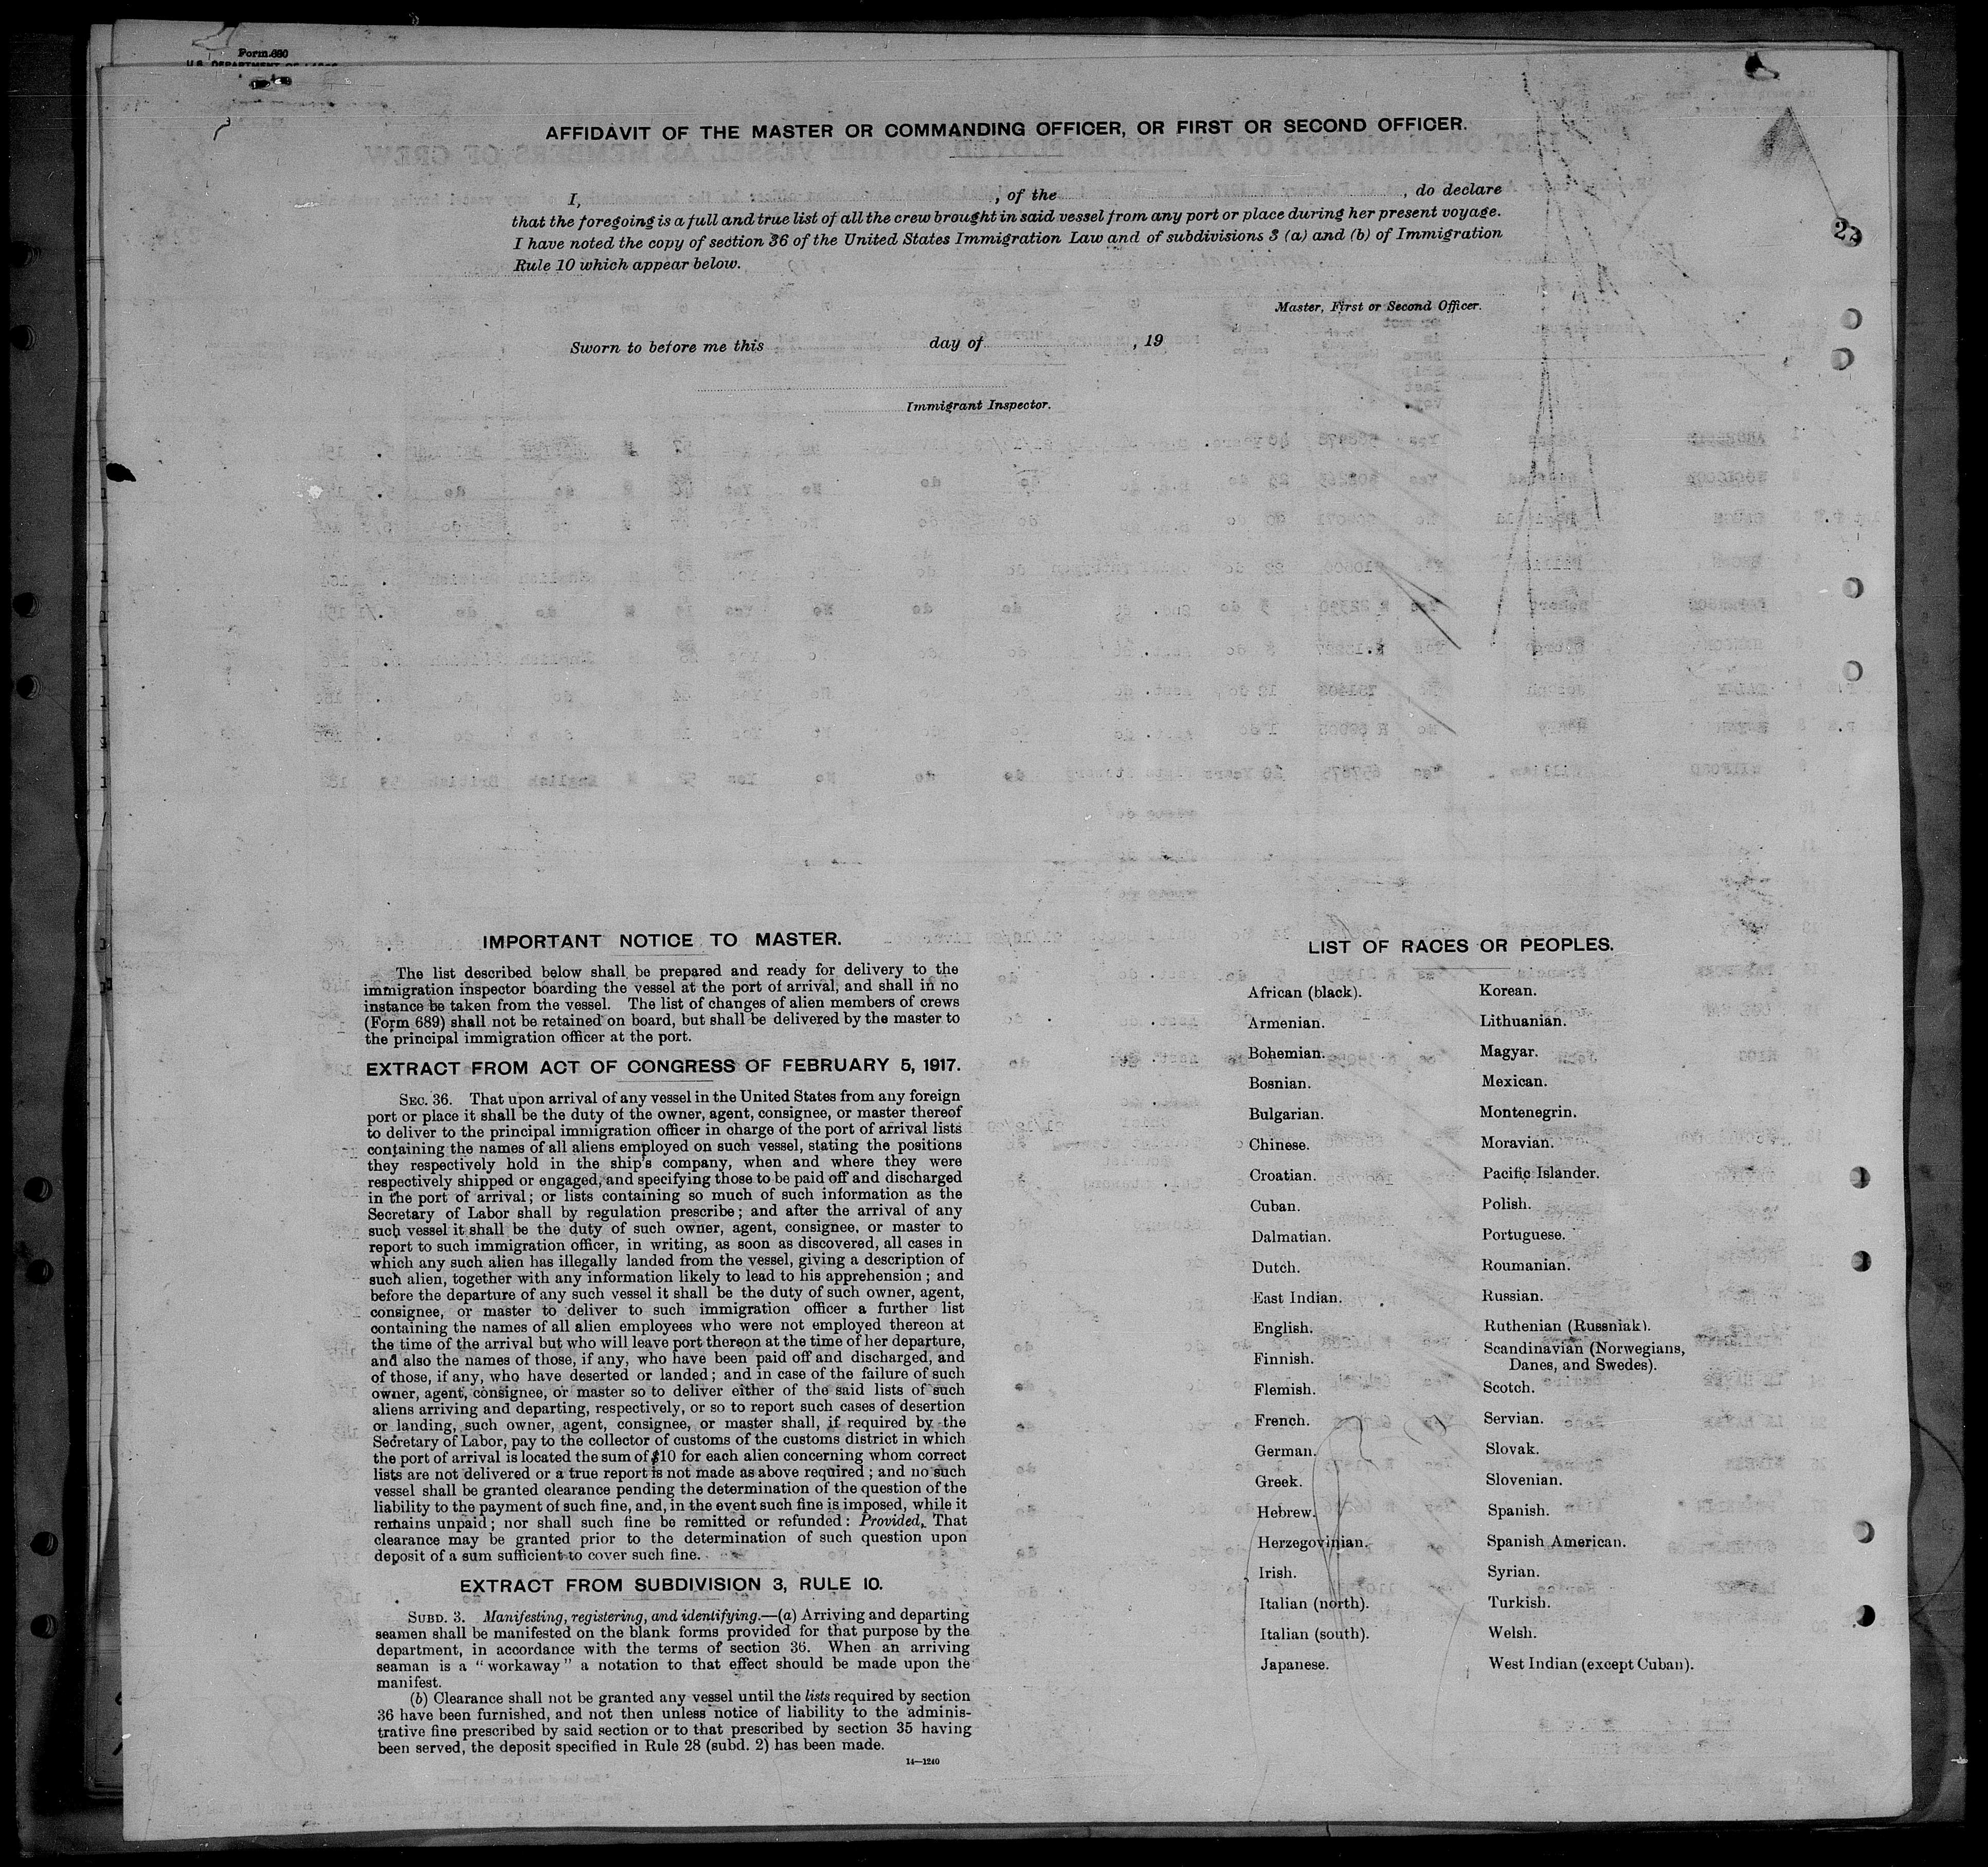 Form 680
AFFIDAVIT OF THE MASTER OR COMMANDING OFFICER, OR FIRST OR SECOND OFFICER.
I, , of the , do declare
that the foregoing is a full and true list of all the crew brought in said vessel from any port or place during her present voyage.
I have noted the copy of section 36 of the United States Immigration Law and of subdivisions 3 (a) and (b) of Immigration
Rule 10 which appear below.
Master, First or Second Officer.
Sworn to before me this day of , 19
Immigrant Inspector.
IMPORTANT NOTICE TO MASTER.
The list described below shall be prepared and ready for delivery to the
immigration inspector boarding the vessel at the port of arrival, and shall in no
instance be taken from the vessel. The list of changes of alien members of crews
(Form 689) shall not be retained on board, but shall be delivered by the master to
the principal immigration officer at the port.
EXTRACT FROM ACT OF CONGRESS OF FEBRUARY 5, 1917.
SEC. 36. That upon arrival of any vessel in the United States from any foreign
port or place it shall be the duty of the owner, agent, consignee, or master thereof
to deliver to the principal immigration officer in charge of the port of arrival lists
containing the names of all aliens employed on such vessel, stating the positions
they respectively hold in the ship's company, when and where they were
respectively shipped or engaged, and specifying those to be paid off and discharged
in the port of arrival; or lists containing so much of such information as the
Secretary of Labor shall by regulation prescribe; and after the arrival of any
such vessel it shall be the duty of such owner, agent, consignee, or master to
report to such immigration officer, in writing, as soon as discovered, all cases in
which any such alien has illegally landed from the vessel, giving a description of
such alien, together with any information likely to lead to his apprehension; and
before the departure of any such vessel it shall be the duty of such owner, agent,
consignee, or master to deliver to such immigration officer a further list
containing the names of all alien employees who were not employed thereon at
the time of the arrival but who will leave port thereon at the time of her departure,
and also the names of those, if any, who have been paid off and discharged, and
of those, if any, who have deserted or landed; and in case of the failure of such
owner, agent, consignee, or master so to deliver either of the said lists of such
aliens arriving and departing, respectively, or so to report such cases of desertion
or landing, such owner, agent, consignee, or master shall, if required by the
Secretary of Labor, pay to the collector of customs of the customs district in which
the port of arrival is located the sum of $10 for each alien concerning whom correct
lists are not delivered or a true report is not made as above required; and no such
vessel shall be granted clearance pending the determination of the question of the
liability to the payment of such fine, and, in the event such fine is imposed, while it
remains unpaid; nor shall such fine be remitted or refunded: Provided, That
clearance may be granted prior to the determination of such question upon
deposit of a sum sufficient to cover such fine.
EXTRACT FROM SUBDIVISION 3, RULE 10.
SUBD. 3. Manifesting, registering, and identifying.—(a) Arriving and departing
seamen shall be manifested on the blank forms provided for that purpose by the
department, in accordance with the terms of section 36. When an arriving
seaman is a "workaway" a notation to that effect should be made upon the
manifest.
(b) Clearance shall not be granted any vessel until the lists required by section
36 have been furnished, and not then unless notice of liability to the adminis-
trative fine prescribed by said section or to that prescribed by section 35 having
been served, the deposit specified in Rule 28 (subd. 2) has been made.
14—1240
LIST OF RACES OR PEOPLES.
African (black).
Armenian.
Bohemian.
Bosnian.
Bulgarian.
Chinese.
Croatian.
Cuban.
Dalmatian.
Dutch.
East Indian.
English.
Finnish.
Flemish.
French.
German.
Greek.
Hebrew.
Herzegovinian.
Irish.
Italian (north).
Italian (south).
Japanese.
Korean.
Lithuanian.
Magyar.
Mexican.
Montenegrin.
Moravian.
Pacific Islander.
Polish.
Portuguese.
Roumanian.
Russian.
Ruthenian (Russniak).
Scandinavian (Norwegians,
Danes, and Swedes).
Scotch.
Servian.
Slovak.
Slovenian.
Spanish.
Spanish American.
Syrian.
Turkish.
Welsh.
West Indian (except Cuban).